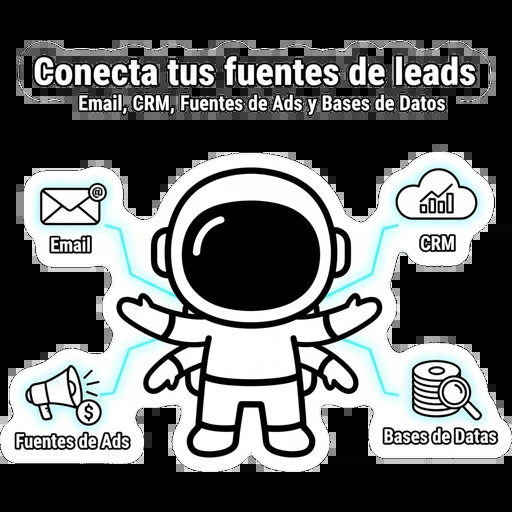 Conecta tus fuentes de leads
Email, CRM, Fuentes de Ads y Bases de Datos
@
Email
CRM
$
Fuentes de Ads
Bases de Datas